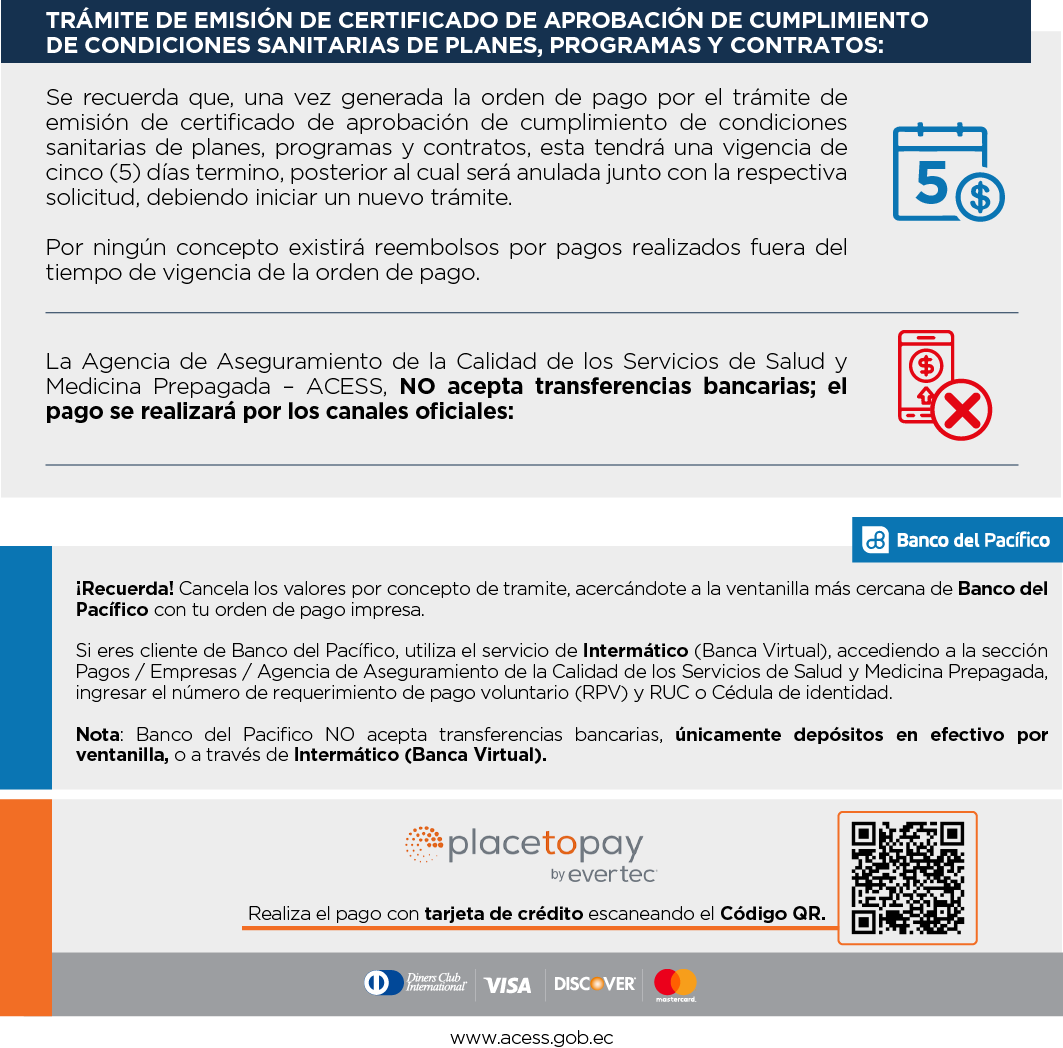 TRÁMITE DE EMISIÓN DE CERTIFICADO DE APROBACIÓN DE CUMPLIMIENTO
DE CONDICIONES SANITARIAS DE PLANES, PROGRAMAS Y CONTRATOS:
Se recuerda que, una vez generada la orden de pago por el trámite de
emisión de certificado de aprobación de cumplimiento de condiciones
sanitarias de planes, programas y contratos, esta tendrá una vigencia de
cinco (5) días termino, posterior al cual será anulada junto con la respectiva
solicitud, debiendo iniciar un nuevo trámite.
5
$
Por ningún concepto existirá reembolsos por pagos realizados fuera del
tiempo de vigencia de la orden de pago.
La Agencia de Aseguramiento de la Calidad de los Servicios de Salud y
Medicina Prepagada – ACESS, NO acepta transferencias bancarias; el
pago se realizará por los canales oficiales:
$
Banco del Pacífico
¡Recuerda! Cancela los valores por concepto de tramite, acercándote a la ventanilla más cercana de Banco del
Pacífico con tu orden de pago impresa.
Si eres cliente de Banco del Pacífico, utiliza el servicio de Intermático (Banca Virtual), accediendo a la sección
Pagos / Empresas / Agencia de Aseguramiento de la Calidad de los Servicios de Salud y Medicina Prepagada,
ingresar el número de requerimiento de pago voluntario (RPV) y RUC o Cédula de identidad.
Nota: Banco del Pacifico NO acepta transferencias bancarias, únicamente depósitos en efectivo por
ventanilla, o a través de Intermático (Banca Virtual).
placetopay
by evertec
Realiza el pago con tarjeta de crédito escaneando el Código QR.
Diners Club International VISA DISCOVER mastercard
www.acess.gob.ec